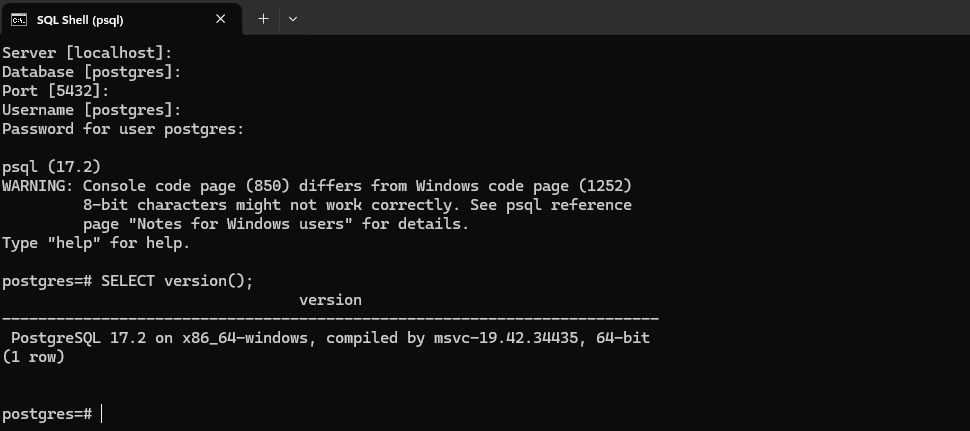 SQL Shell (psql)
Server [localhost]:
Database [postgres]:
Port [5432]:
Username [postgres]:
Password for user postgres:
psql (17.2)
WARNING: Console code page (850) differs from Windows code page (1252)
         8-bit characters might not work correctly. See psql reference
         page "Notes for Windows users" for details.
Type "help" for help.
postgres=# SELECT version();
                                 version
-------------------------------------------------------------------------
 PostgreSQL 17.2 on x86_64-windows, compiled by msvc-19.42.34435, 64-bit
(1 row)
postgres=#